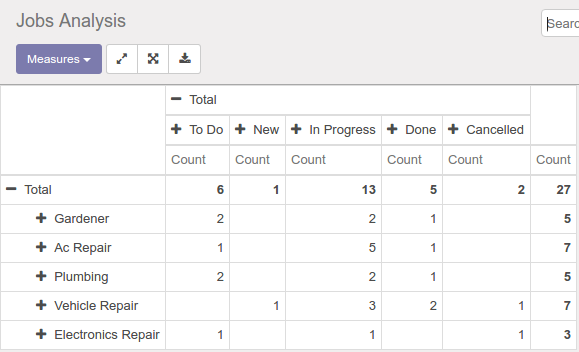 Jobs Analysis
Searc
Measures
Total
To Do New In Progress Done Cancelled
Count Count Count Count Count Count
Total 6 1 13 5 2 27
Gardener 2 2 1 5
Ac Repair 1 5 1 7
Plumbing 2 2 1 5
Vehicle Repair 1 3 2 1 7
Electronics Repair 1 1 1 3